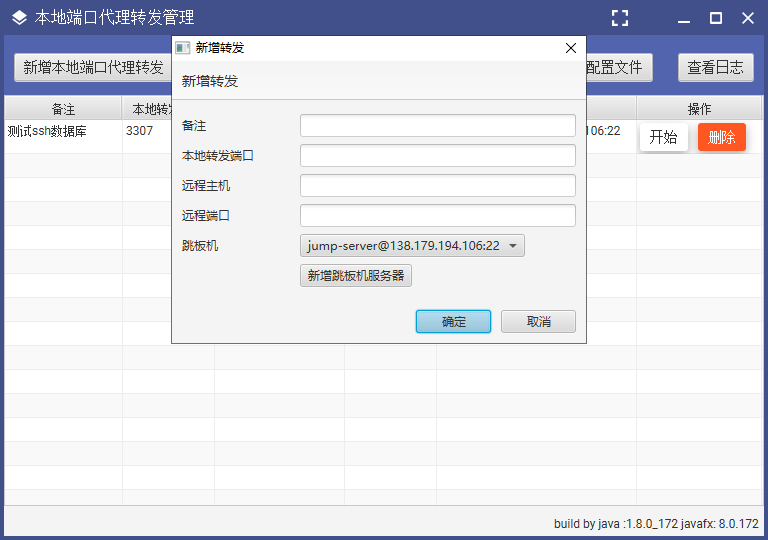 本地端口代理转发管理
新增本地端口代理转发
配置文件
查看日志
新增转发
新增转发
备注
本地转发端口
远程主机
远程端口
跳板机
jump-server@138.179.194.106:22
新增跳板机服务器
确定
取消
备注
本地转
操作
测试ssh数据库
3307
106:22
开始
删除
build by java :1.8.0_172 javafx: 8.0.172